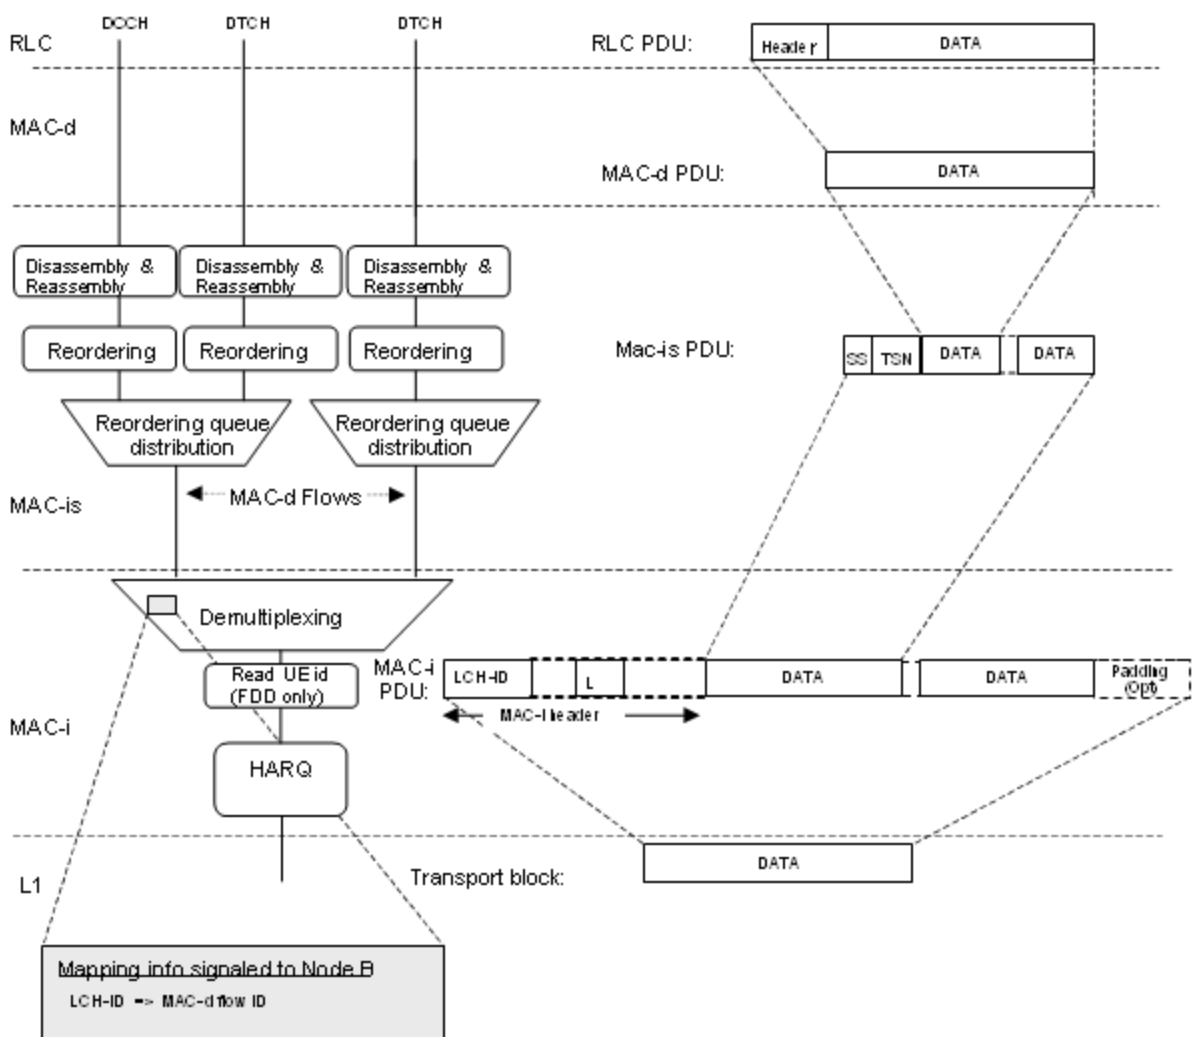 DCCH DTCH DTCH
RLC
RLC PDU:
Header DATA
MAC-d
MAC-d PDU:
DATA
Disassembly &
Reassembly
Disassembly &
Reassembly
Disassembly &
Reassembly
Reordering
Reordering
Reordering
Mac-is PDU:
SS TSN DATA DATA
Reordering queue
distribution
Reordering queue
distribution
MAC-d Flows
MAC-is
Demultiplexing
Read UE id
(FDD only)
MAC-i
PDU:
LCH-ID L DATA DATA
Padding
(Opt)
MAC-i header
MAC-i
HARQ
DATA
L1
Transport block:
Mapping info signaled to Node B
LCH-ID => MAC-d flow ID